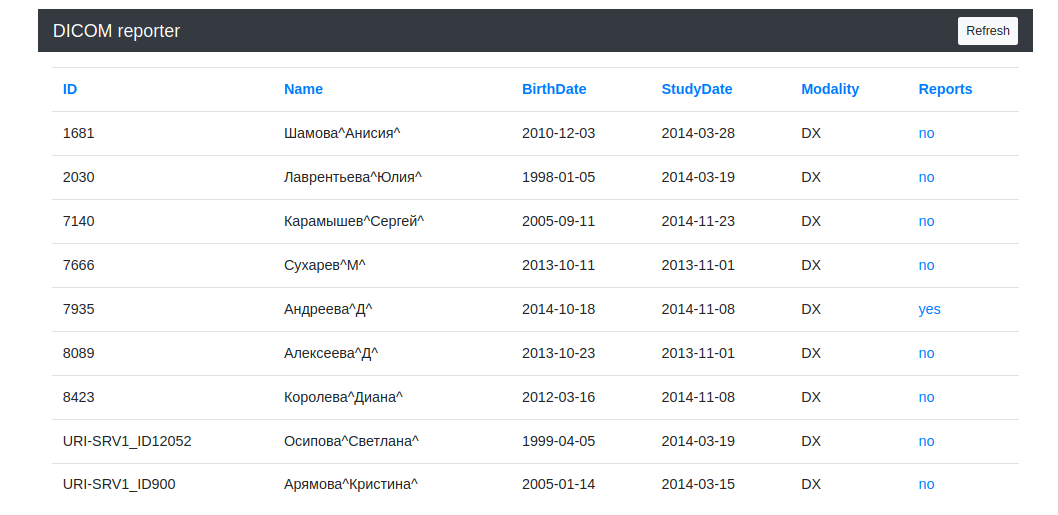 DICOM reporter Refresh
ID Name BirthDate StudyDate Modality Reports
1681 Шамова^Анисия^ 2010-12-03 2014-03-28 DX no
2030 Лаврентьева^Юлия^ 1998-01-05 2014-03-19 DX no
7140 Карамышев^Сергей^ 2005-09-11 2014-11-23 DX no
7666 Сухарев^М^ 2013-10-11 2013-11-01 DX no
7935 Андреева^Д^ 2014-10-18 2014-11-08 DX yes
8089 Алексеева^Д^ 2013-10-23 2013-11-01 DX no
8423 Королева^Диана^ 2012-03-16 2014-11-08 DX no
URI-SRV1_ID12052 Осипова^Светлана^ 1999-04-05 2014-03-19 DX no
URI-SRV1_ID900 Арямова^Кристина^ 2005-01-14 2014-03-15 DX no